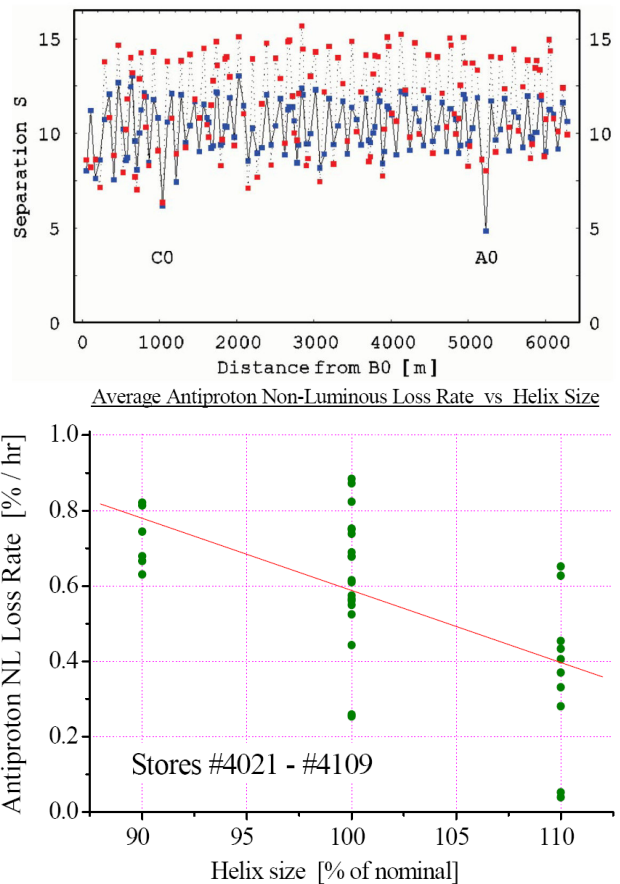 15
15
10
10
5
5
0
0
Separation S
C0
A0
0 1000 2000 3000 4000 5000 6000
Distance from B0 [m]
Average Antiproton Non-Luminous Loss Rate vs Helix Size
1.0
0.8
0.6
0.4
0.2
0.0
Antiproton NL Loss Rate [% / hr]
Stores #4021 - #4109
90 95 100 105 110
Helix size [% of nominal]